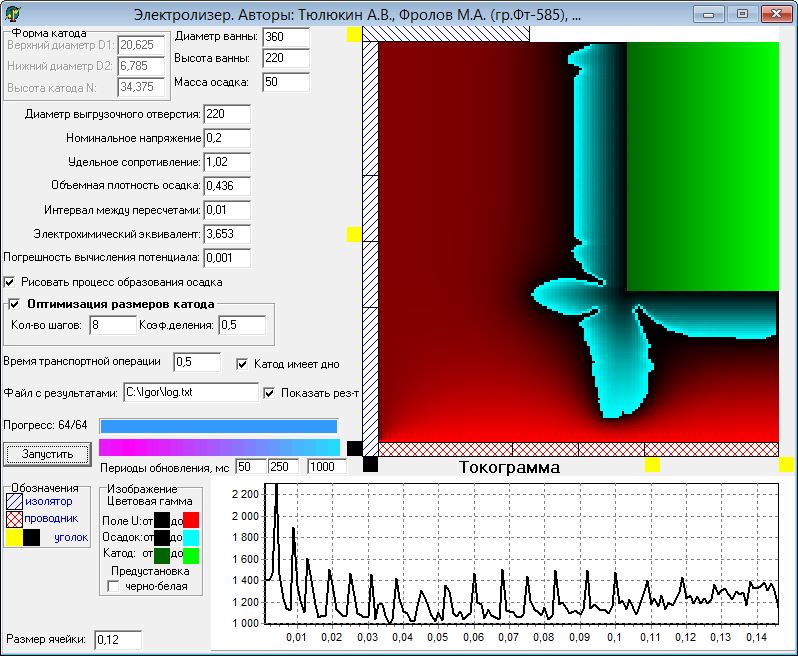 Электролизер. Авторы: Тюлюкин А.В., Фролов М.А. (гр.Фт-585), ...
Форма катода
Верхний диаметр D1: 20,625
Нижний диаметр D2: 6,785
Высота катода N: 34,375
Диаметр ванны: 360
Высота ванны: 220
Масса осадка: 50
Диаметр выгрузочного отверстия: 220
Номинальное напряжение 0,2
Удельное сопротивление: 1,02
Объемная плотность осадка: 0,436
Интервал между пересчетами: 0,01
Электрохимический эквивалент: 3,653
Погрешность вычисления потенциала: 0,001
Рисовать процесс образования осадка
Оптимизация размеров катода
Кол-во шагов: 8 Коэф.деления: 0,5
Время транспортной операции 0,5 Катод имеет дно
Файл с результатами: C:\Igor\log.txt Показать рез-т
Прогресс: 64/64
Запустить
Периоды обновления, мс 50 250 1000
Обозначения
изолятор
проводник
уголок
Изображение
Цветовая гамма
Поле U: от до
Осадок: от до
Катод: от до
Предустановка
черно-белая
Размер ячейки: 0,12
Токограмма
2 200
2 000
1 800
1 600
1 400
1 200
1 000
0,01 0,02 0,03 0,04 0,05 0,06 0,07 0,08 0,09 0,1 0,11 0,12 0,13 0,14